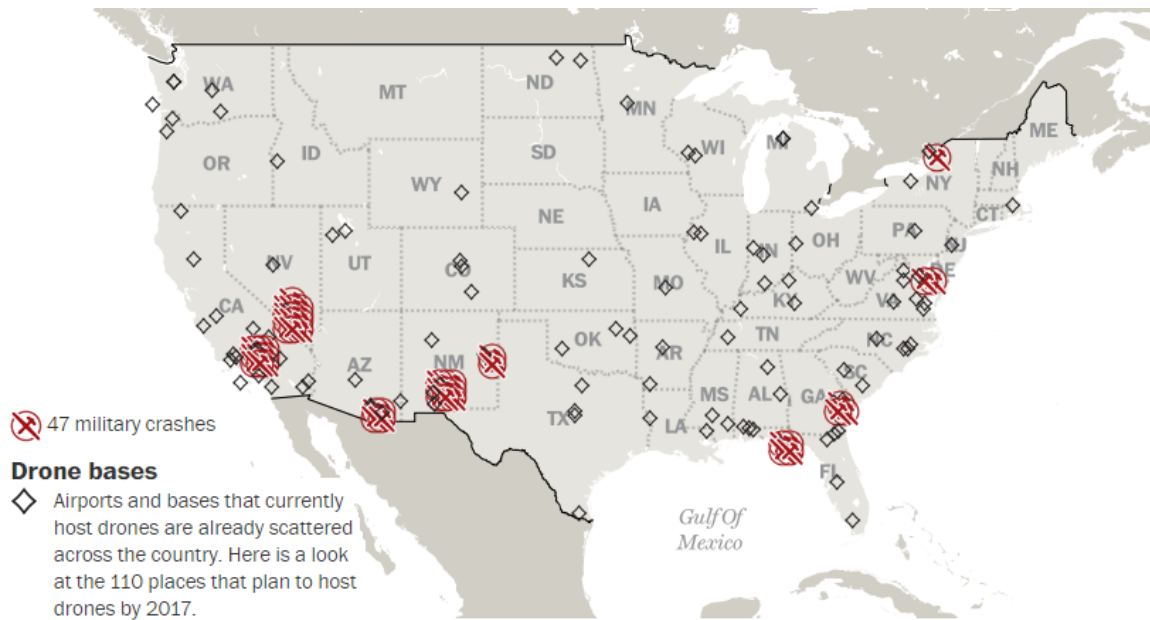 WA
MT
ND
MN
ME
OR
ID
SD
WI
MI
NY
NH
WY
NE
IA
CT
PA
NJ
NV
UT
CO
KS
MO
IL
IN
OH
WV
DE
VA
KY
CA
AZ
NM
OK
AR
TN
NC
SC
TX
LA
MS
AL
GA
FL
Gulf Of
Mexico
47 military crashes
Drone bases
Airports and bases that currently
host drones are already scattered
across the country. Here is a look
at the 110 places that plan to host
drones by 2017.